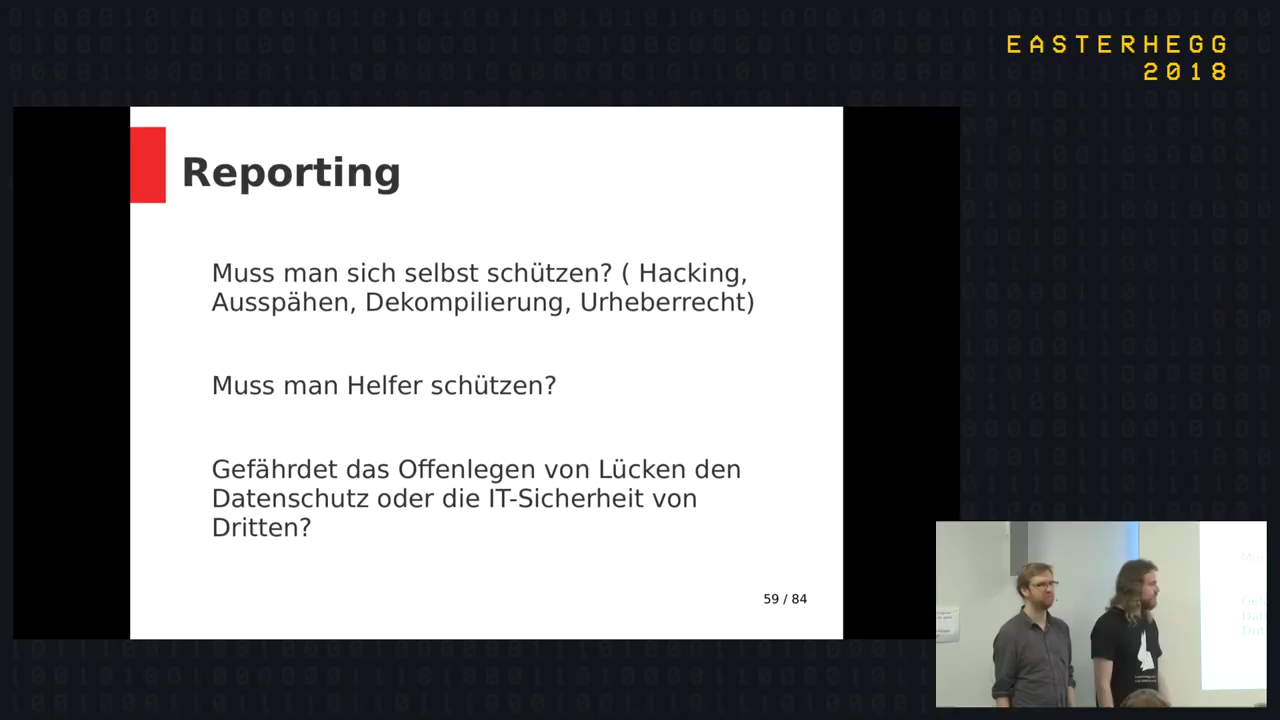 EASTERHEGG
2018
Reporting
Muss man sich selbst schützen? ( Hacking,
Ausspähen, Dekompilierung, Urheberrecht)
Muss man Helfer schützen?
Gefährdet das Offenlegen von Lücken den
Datenschutz oder die IT-Sicherheit von
Dritten?
59 / 84